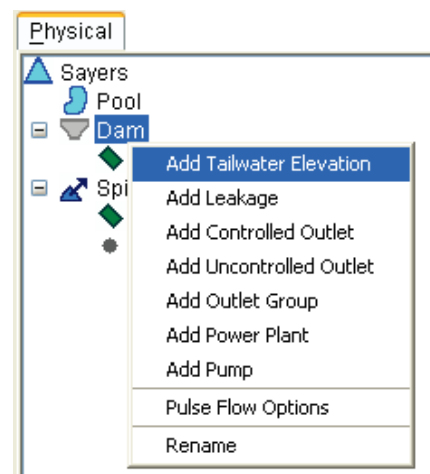 Physical
Sayers
Pool
Dam
Add Tailwater Elevation
Spi
Add Leakage
Add Controlled Outlet
Add Uncontrolled Outlet
Add Outlet Group
Add Power Plant
Add Pump
Pulse Flow Options
Rename